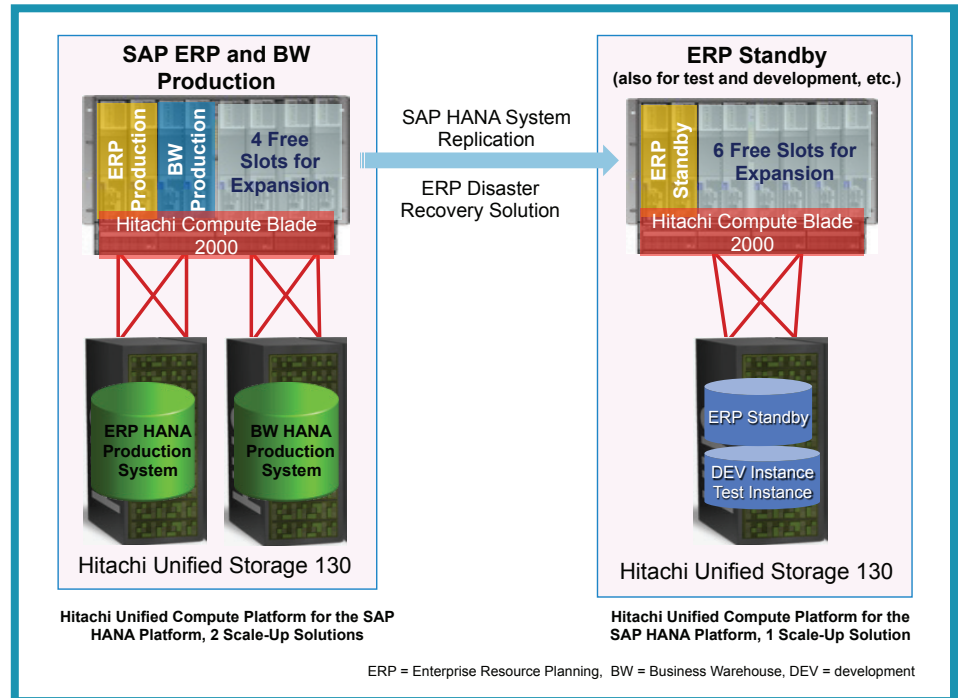 SAP ERP and BW
Production
ERP
Production
BW
Production
4 Free
Slots for
Expansion
Hitachi Compute Blade
2000
ERP HANA
Production
System
BW HANA
Production
System
Hitachi Unified Storage 130
Hitachi Unified Compute Platform for the SAP
HANA Platform, 2 Scale-Up Solutions
SAP HANA System
Replication
ERP Disaster
Recovery Solution
ERP Standby
(also for test and development, etc.)
ERP
Standby
6 Free Slots for
Expansion
Hitachi Compute Blade
2000
ERP Standby
DEV Instance
Test Instance
Hitachi Unified Storage 130
Hitachi Unified Compute Platform for the
SAP HANA Platform, 1 Scale-Up Solution
ERP = Enterprise Resource Planning, BW = Business Warehouse, DEV = development